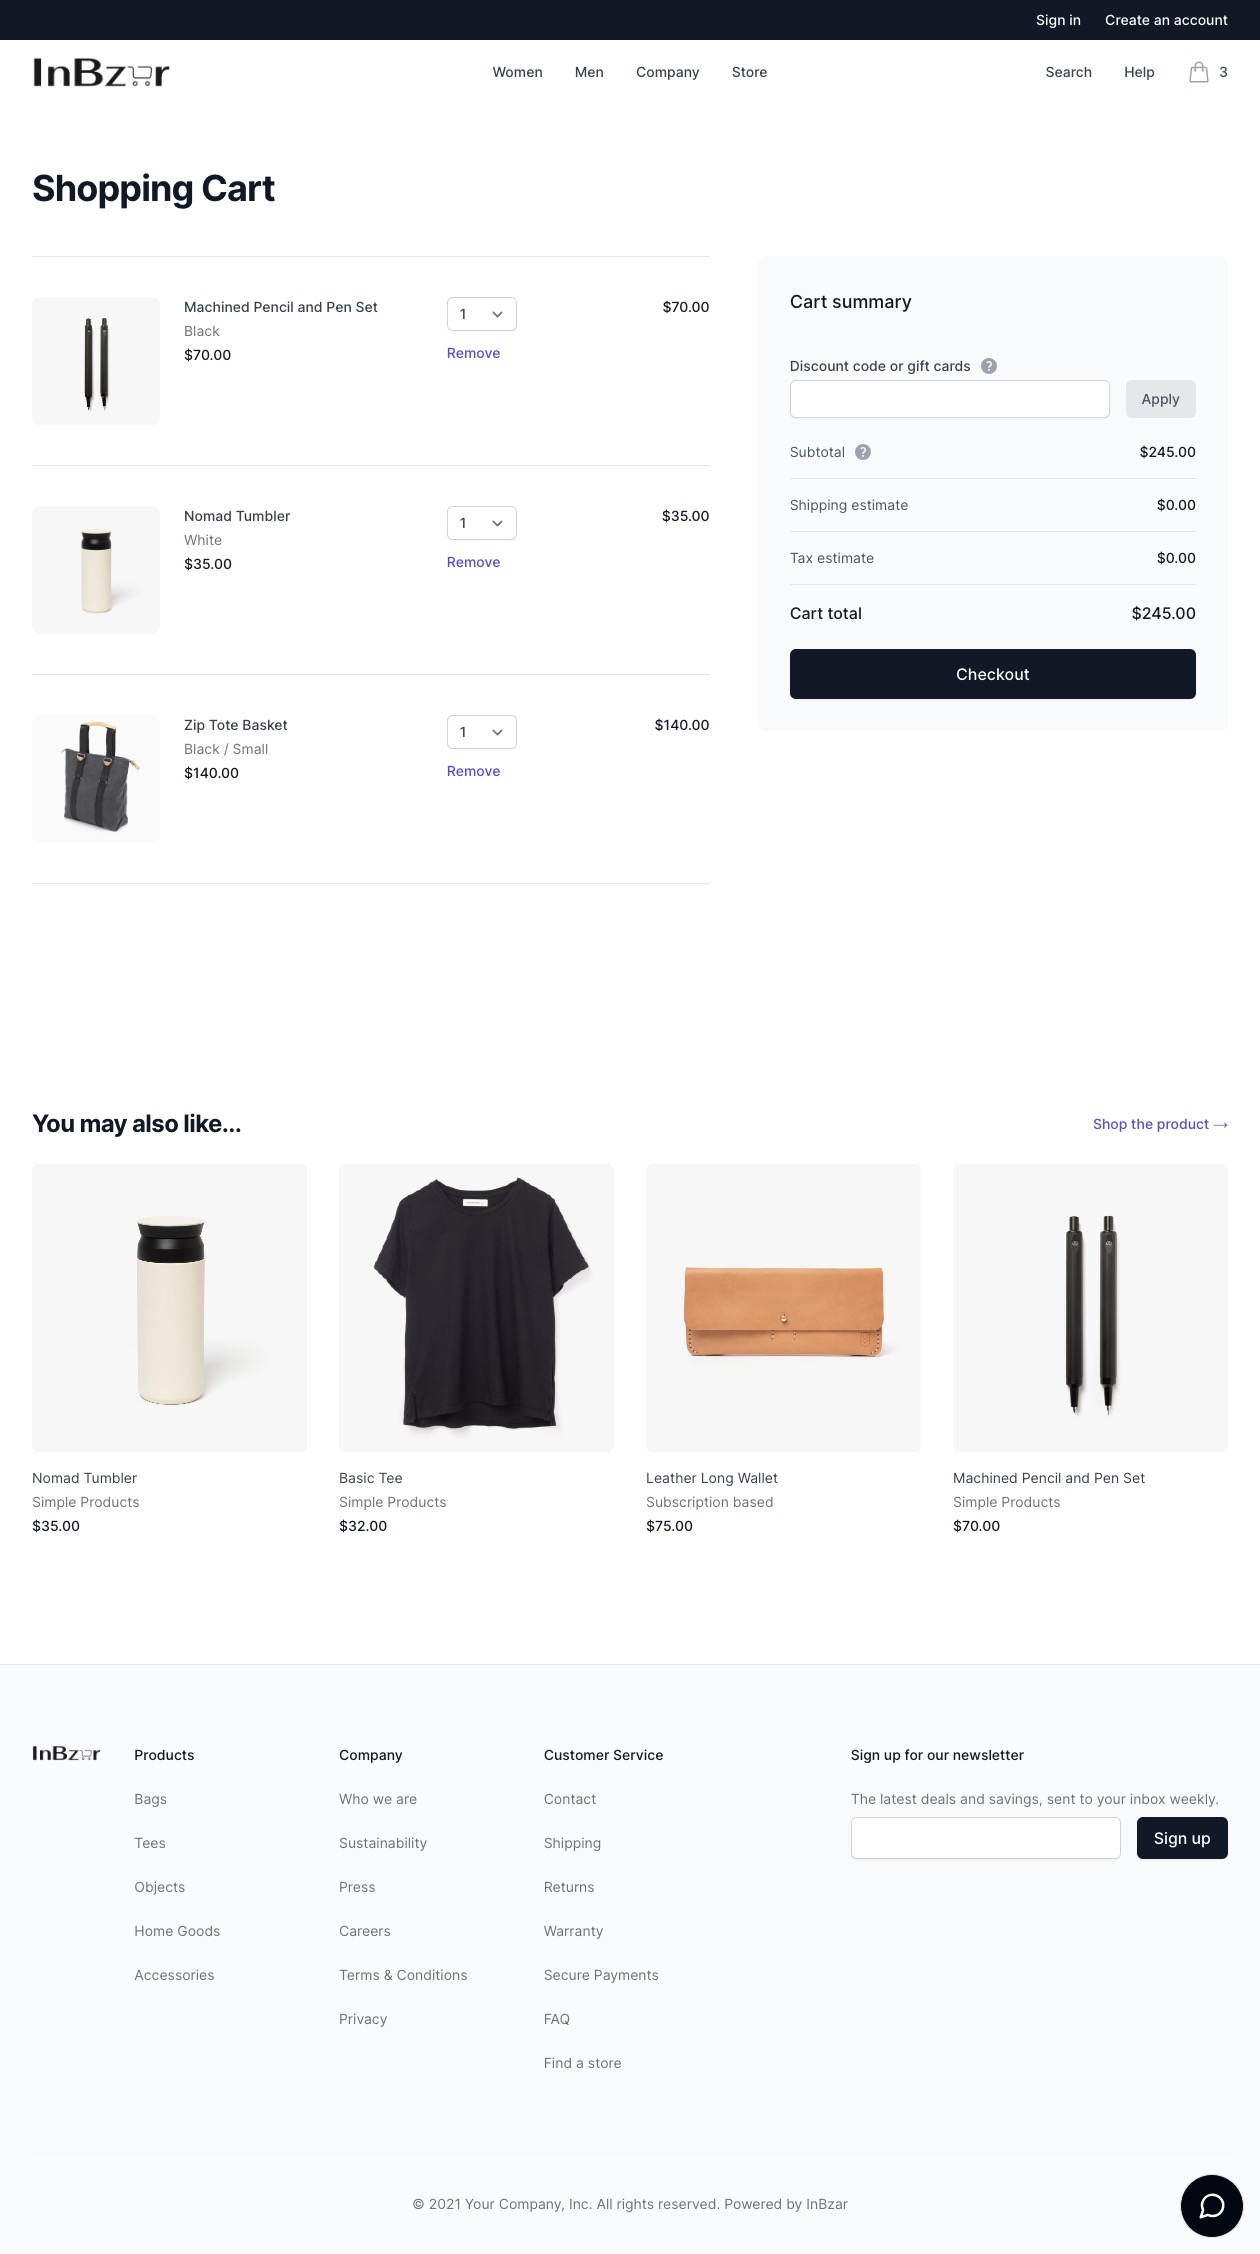 Sign in
Create an account
InBzar
Women
Men
Company
Store
Search
Help
3
Shopping Cart
Machined Pencil and Pen Set
Black
$70.00
1
Remove
$70.00
Nomad Tumbler
White
$35.00
1
Remove
$35.00
Zip Tote Basket
Black / Small
$140.00
1
Remove
$140.00
Cart summary
Discount code or gift cards ?
Apply
Subtotal ?
$245.00
Shipping estimate
$0.00
Tax estimate
$0.00
Cart total
$245.00
Checkout
You may also like...
Shop the product →
Nomad Tumbler
Simple Products
$35.00
Basic Tee
Simple Products
$32.00
Leather Long Wallet
Subscription based
$75.00
Machined Pencil and Pen Set
Simple Products
$70.00
InBzar
Products
Bags
Tees
Objects
Home Goods
Accessories
Company
Who we are
Sustainability
Press
Careers
Terms & Conditions
Privacy
Customer Service
Contact
Shipping
Returns
Warranty
Secure Payments
FAQ
Find a store
Sign up for our newsletter
The latest deals and savings, sent to your inbox weekly.
Sign up
© 2021 Your Company, Inc. All rights reserved. Powered by InBzar